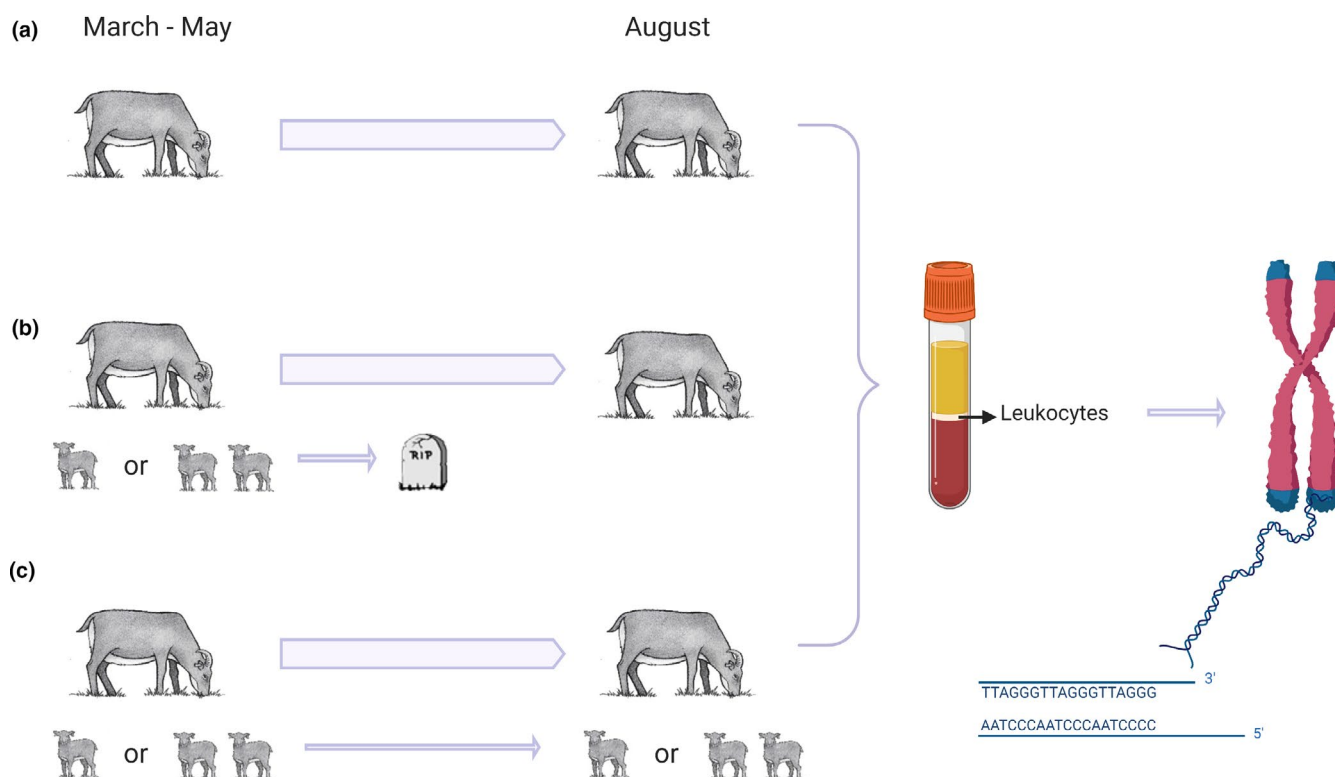 (a) March - May August
(b)
or
RIP
Leukocytes
(c)
or or
TTAGGGTTAGGGTTAGGG 3'
AATCCCAATCCCAATCCCC 5'